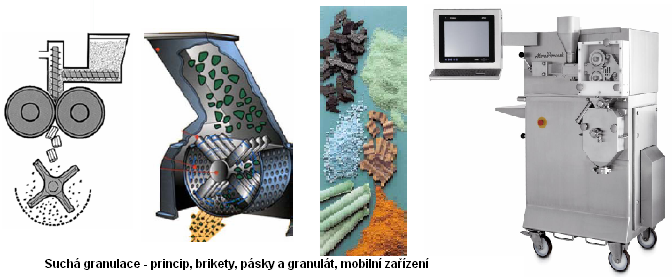 Suchá granulace - princip, brikety, pásky a granulát, mobilní zařízení